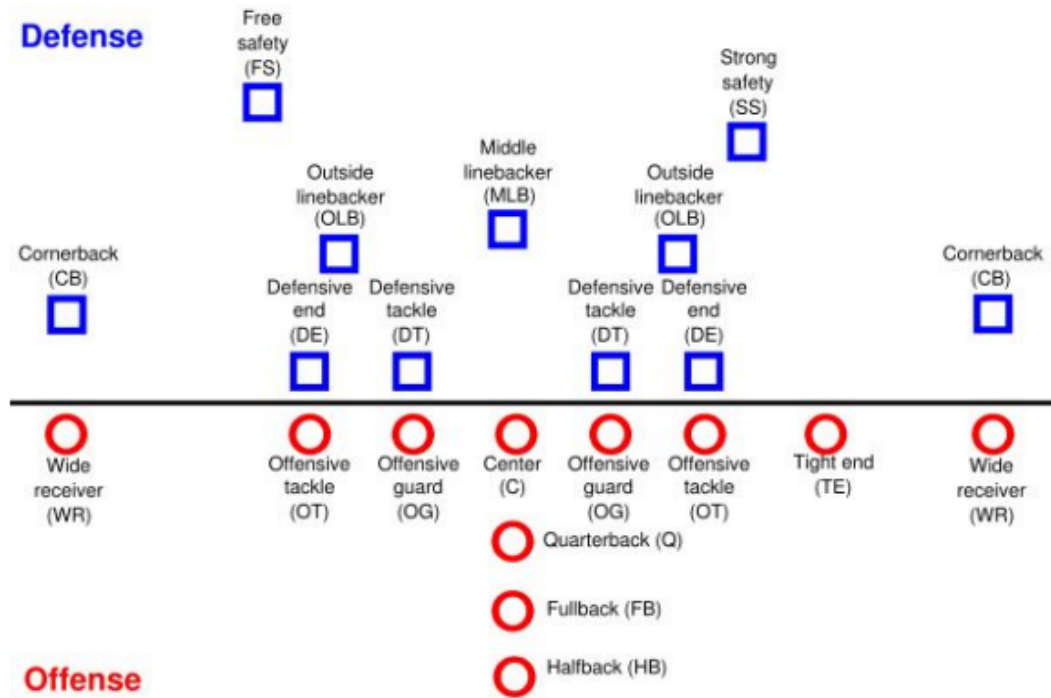 Defense
Free
safety
(FS)
Strong
safety
(SS)
Middle
linebacker
(MLB)
Outside
linebacker
(OLB)
Outside
linebacker
(OLB)
Cornerback
(CB)
Cornerback
(CB)
Defensive
end
(DE)
Defensive
tackle
(DT)
Defensive
tackle
(DT)
Defensive
end
(DE)
Wide
receiver
(WR)
Offensive
tackle
(OT)
Offensive
guard
(OG)
Center
(C)
Offensive
guard
(OG)
Offensive
tackle
(OT)
Tight end
(TE)
Wide
receiver
(WR)
Quarterback (Q)
Fullback (FB)
Halfback (HB)
Offense